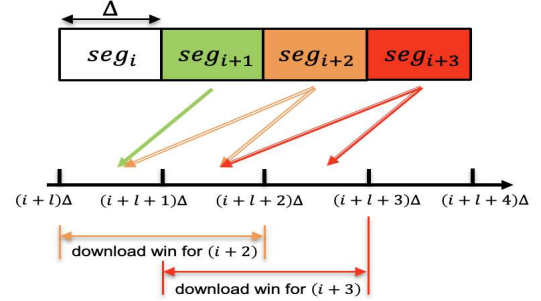 Δ
seg_i seg_{i+1} seg_{i+2} seg_{i+3}
(i + l)Δ (i + l + 1)Δ (i + l + 2)Δ (i + l + 3)Δ (i + l + 4)Δ
download win for (i + 2)
download win for (i + 3)